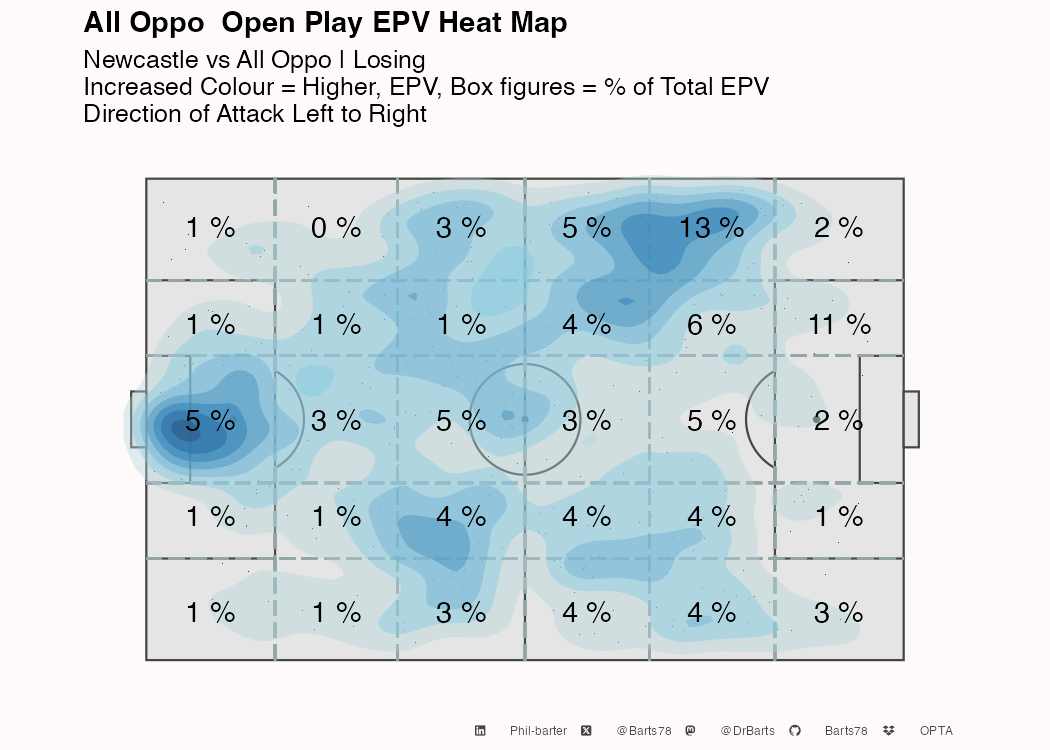 All Oppo  Open Play EPV Heat Map
Newcastle vs All Oppo | Losing
Increased Colour = Higher, EPV, Box figures = % of Total EPV
Direction of Attack Left to Right
1 % 0 % 3 % 5 % 13 % 2 %
1 % 1 % 1 % 4 % 6 % 11 %
5 % 3 % 5 % 3 % 5 % 2 %
1 % 1 % 4 % 4 % 4 % 1 %
1 % 1 % 3 % 4 % 4 % 3 %
Phil-barter @Barts78 @DrBarts Barts78 OPTA